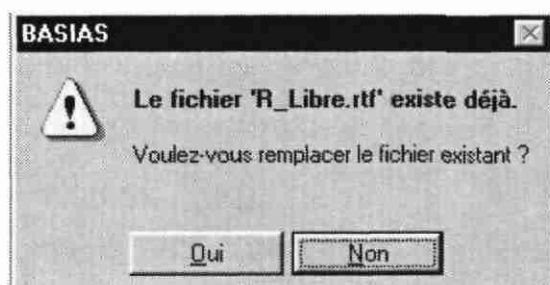 BASIAS
Le fichier 'R_Libre.rtf' existe déjà.
Voulez-vous remplacer le fichier existant ?
Oui Non